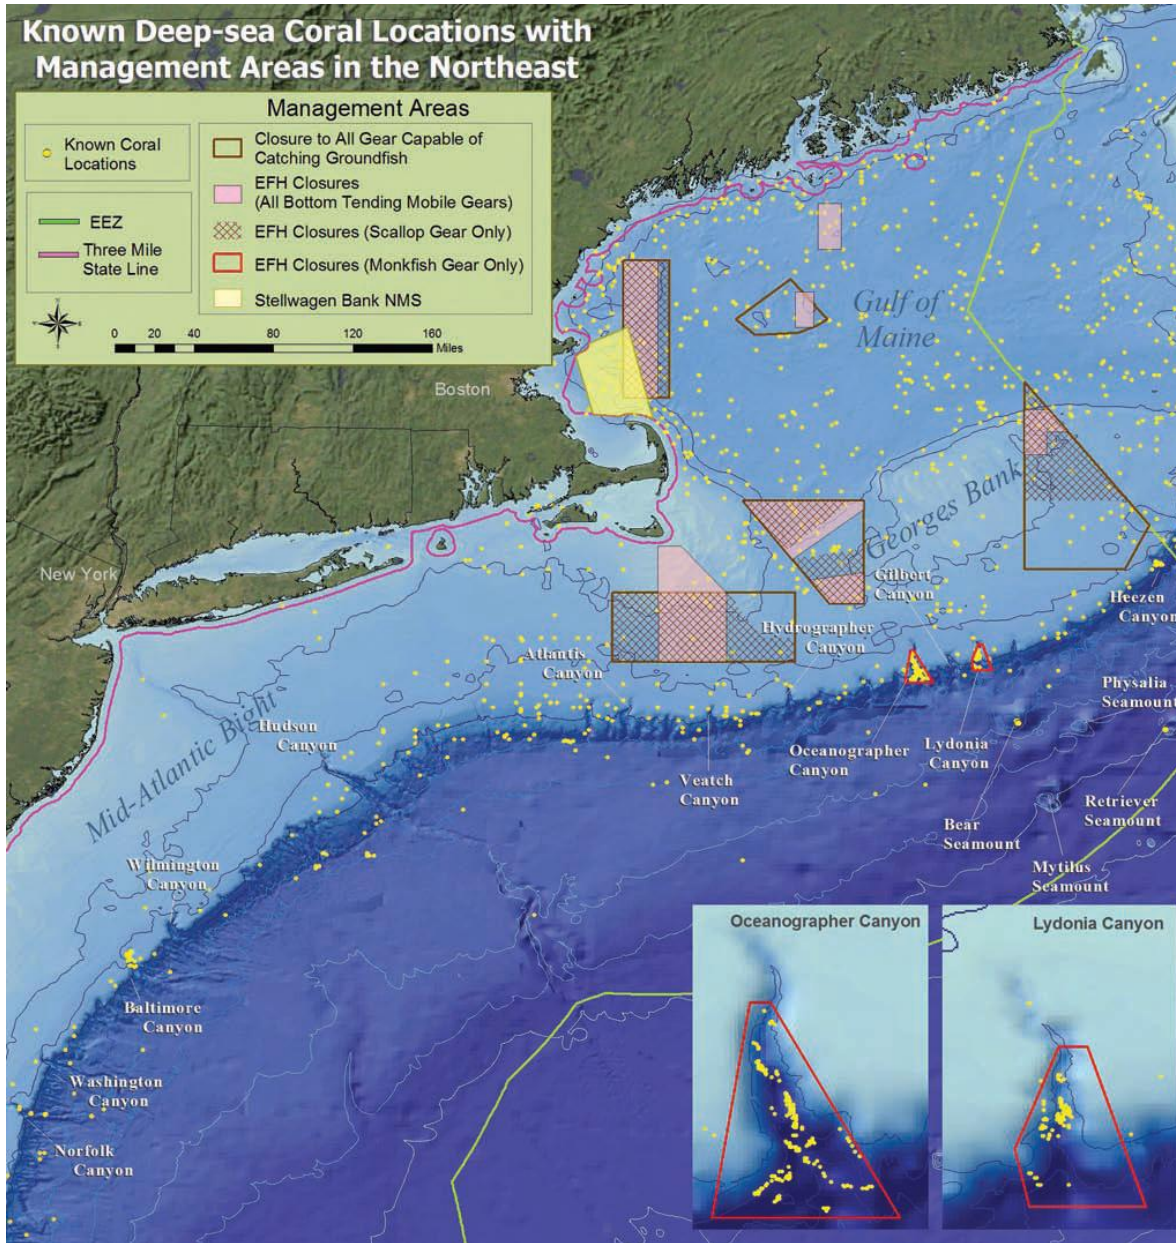 Known Deep-sea Coral Locations with
Management Areas in the Northeast
Management Areas
Known Coral
Locations
EEZ
Three Mile
State Line
Closure to All Gear Capable of
Catching Groundfish
EFH Closures
(All Bottom Tending Mobile Gears)
EFH Closures (Scallop Gear Only)
EFH Closures (Monkfish Gear Only)
Stellwagen Bank NMS
0 20 40 80 120 160
Miles
Gulf of
Maine
Boston
Georges Bank
New York
Gilbert
Canyon
Heezen
Canyon
Hydrographer
Canyon
Atlantis
Canyon
Physalia
Seamount
Hudson
Canyon
Mid-Atlantic Bight
Oceanographer
Canyon
Lydonia
Canyon
Veatch
Canyon
Retriever
Seamount
Bear
Seamount
Mytilus
Seamount
Wilmington
Canyon
Oceanographer Canyon
Lydonia Canyon
Baltimore
Canyon
Washington
Canyon
Norfolk
Canyon